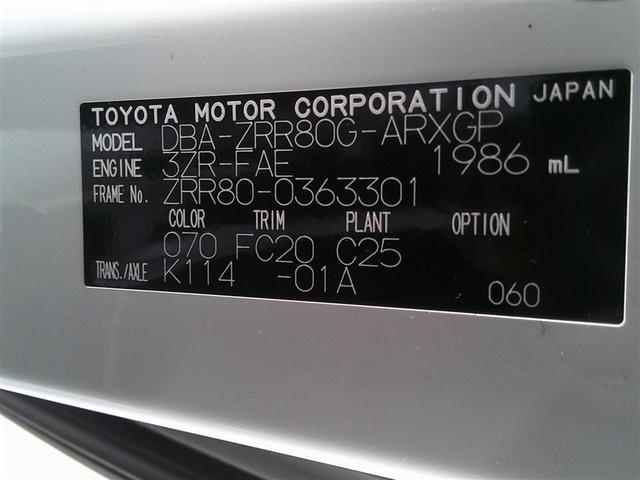 TOYOTA MOTOR CORPORATION JAPAN
MODEL DBA-ZRR80G-ARXGP
ENGINE 3ZR-FAE 1986 mL
FRAME No. ZRR80-0363301
COLOR TRIM PLANT OPTION
070 FC20 C25
TRANS./AXLE K114 -01A
060